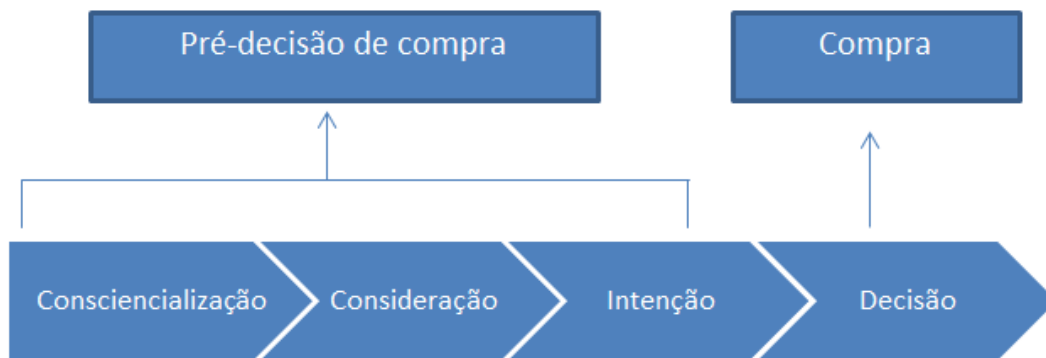 Pré-decisão de compra
Compra
Consciencialização
Consideração
Intenção
Decisão